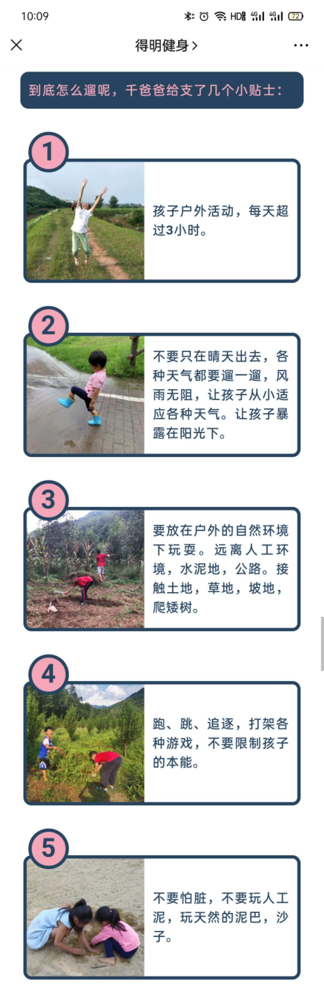 10:09
HD 4G 4G 72
得明健身
到底怎么遛呢，千爸爸给支了几个小贴士：
1
孩子户外活动，每天超
过3小时。
2
不要只在晴天出去，各
种天气都要遛一遛，风
雨无阻，让孩子从小适
应各种天气。让孩子暴
露在阳光下。
3
要放在户外的自然环境
下玩耍。远离人工环
境，水泥地，公路。接
触土地，草地，坡地，
爬矮树。
4
跑、跳、追逐，打架各
种游戏，不要限制孩子
的本能。
5
不要怕脏，不要玩人工
泥，玩天然的泥巴，沙
子。